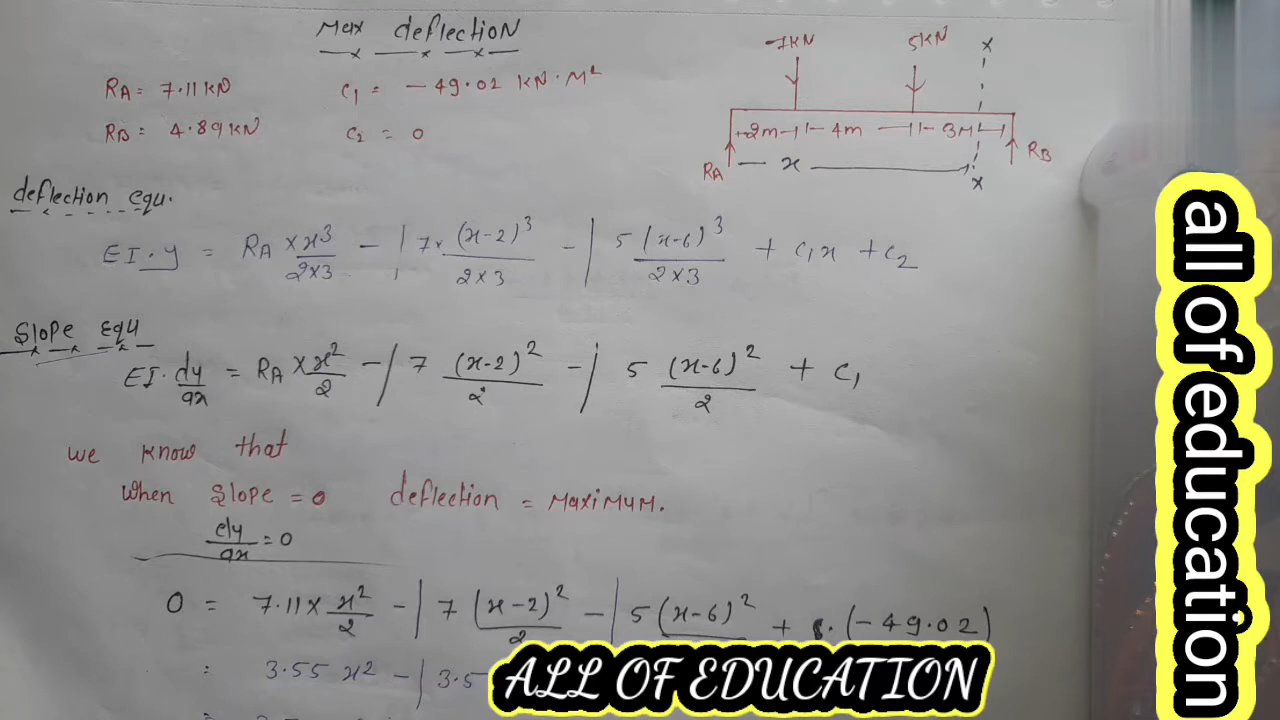 Max deflection
RA = 7.11 KN C1 = - 49.02 KN·M²
RB = 4.89 KN C2 = 0
7KN 5KN x
2m 4m 3M
RA x RB
x
deflection equ.
EI·y = RA × x³/2×3 - | 7× (x-2)³/2×3 - | 5 (x-6)³/2×3 + C1x + C2
Slope equ
EI· dy/dx = RA × x²/2 - | 7 (x-2)²/2 - | 5 (x-6)²/2 + C1
we know that
when slope = 0 deflection = MaxiMuM.
dy/dx = 0
0 = 7.11 × x²/2 - | 7 (x-2)²/2 - | 5 (x-6)² + (-49.02)
= 3.55 x² - | 3.5
ALL OF EDUCATION
all of education